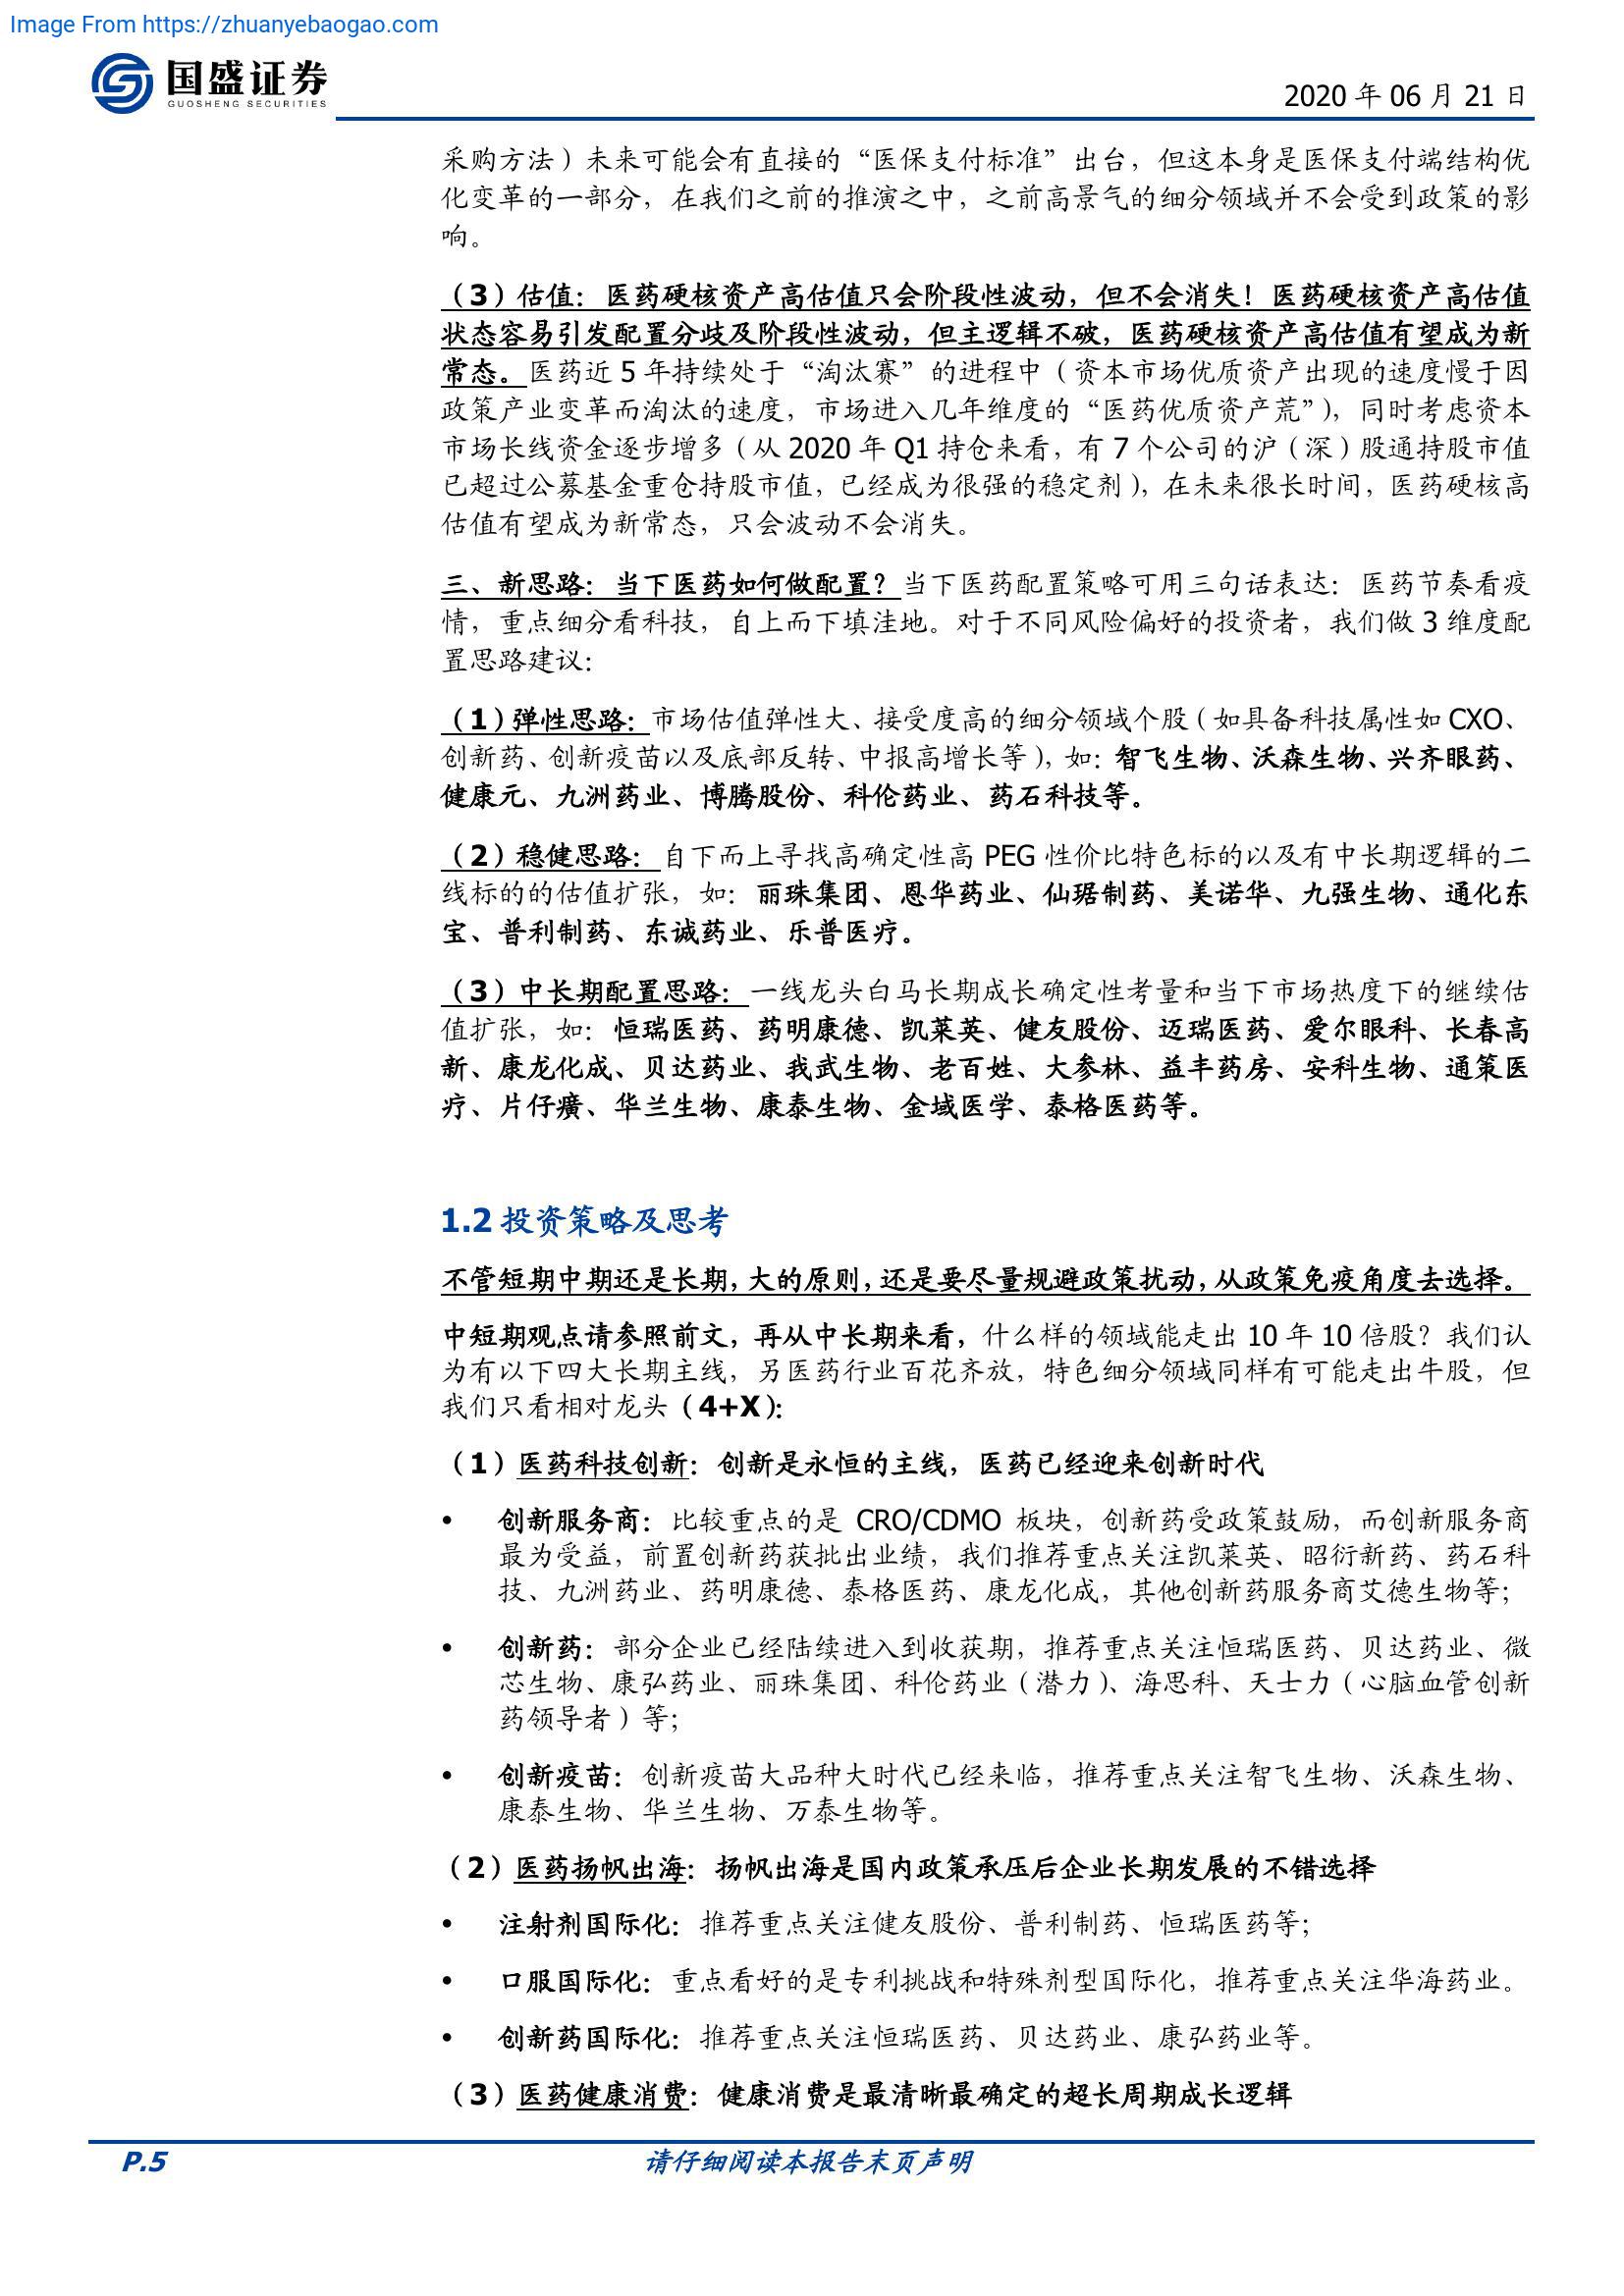 Image From https://zhuanyebaogao.com
国盛证券
GUOSHENG SECURITIES
2020 年 06 月 21 日
采购方法）未来可能会有直接的“医保支付标准”出台，但这本身是医保支付端结构优
化变革的一部分，在我们之前的推演之中，之前高景气的细分领域并不会受到政策的影
响。
（3）估值：医药硬核资产高估值只会阶段性波动，但不会消失！医药硬核资产高估值
状态容易引发配置分歧及阶段性波动，但主逻辑不破，医药硬核资产高估值有望成为新
常态。医药近 5 年持续处于“淘汰赛”的进程中（资本市场优质资产出现的速度慢于因
政策产业变革而淘汰的速度，市场进入几年维度的“医药优质资产荒”），同时考虑资本
市场长线资金逐步增多（从 2020 年 Q1 持仓来看，有 7 个公司的沪（深）股通持股市值
已超过公募基金重仓持股市值，已经成为很强的稳定剂），在未来很长时间，医药硬核高
估值有望成为新常态，只会波动不会消失。
三、新思路：当下医药如何做配置？当下医药配置策略可用三句话表达：医药节奏看疫
情，重点细分看科技，自上而下填洼地。对于不同风险偏好的投资者，我们做 3 维度配
置思路建议：
（1）弹性思路：市场估值弹性大、接受度高的细分领域个股（如具备科技属性如 CXO、
创新药、创新疫苗以及底部反转、中报高增长等），如：智飞生物、沃森生物、兴齐眼药、
健康元、九洲药业、博腾股份、科伦药业、药石科技等。
（2）稳健思路：自下而上寻找高确定性高 PEG 性价比特色标的以及有中长期逻辑的二
线标的的估值扩张，如：丽珠集团、恩华药业、仙琚制药、美诺华、九强生物、通化东
宝、普利制药、东诚药业、乐普医疗。
（3）中长期配置思路：一线龙头白马长期成长确定性考量和当下市场热度下的继续估
值扩张，如：恒瑞医药、药明康德、凯莱英、健友股份、迈瑞医药、爱尔眼科、长春高
新、康龙化成、贝达药业、我武生物、老百姓、大参林、益丰药房、安科生物、通策医
疗、片仔癀、华兰生物、康泰生物、金域医学、泰格医药等。
1.2 投资策略及思考
不管短期中期还是长期，大的原则，还是要尽量规避政策扰动，从政策免疫角度去选择。
中短期观点请参照前文，再从中长期来看，什么样的领域能走出 10 年 10 倍股？我们认
为有以下四大长期主线，另医药行业百花齐放，特色细分领域同样有可能走出牛股，但
我们只看相对龙头（4+X）：
（1）医药科技创新：创新是永恒的主线，医药已经迎来创新时代
• 创新服务商：比较重点的是 CRO/CDMO 板块，创新药受政策鼓励，而创新服务商
最为受益，前置创新药获批出业绩，我们推荐重点关注凯莱英、昭衍新药、药石科
技、九洲药业、药明康德、泰格医药、康龙化成，其他创新药服务商艾德生物等；
• 创新药：部分企业已经陆续进入到收获期，推荐重点关注恒瑞医药、贝达药业、微
芯生物、康弘药业、丽珠集团、科伦药业（潜力）、海思科、天士力（心脑血管创新
药领导者）等；
• 创新疫苗：创新疫苗大品种大时代已经来临，推荐重点关注智飞生物、沃森生物、
康泰生物、华兰生物、万泰生物等。
（2）医药扬帆出海：扬帆出海是国内政策承压后企业长期发展的不错选择
• 注射剂国际化：推荐重点关注健友股份、普利制药、恒瑞医药等；
• 口服国际化：重点看好的是专利挑战和特殊剂型国际化，推荐重点关注华海药业。
• 创新药国际化：推荐重点关注恒瑞医药、贝达药业、康弘药业等。
（3）医药健康消费：健康消费是最清晰最确定的超长周期成长逻辑
P.5
请仔细阅读本报告末页声明